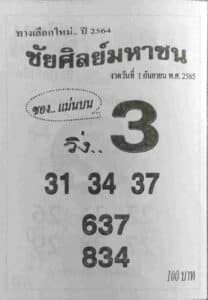 ทางเลือกใหม่.. ปี 2564
ชัยศิลย์มหาชน
งวดวันที่ 1 กันยายน พ.ศ. 2565
ซอง.. แม่นบน
วิ่ง.. 3
31 34 37
637
834
100 บาท